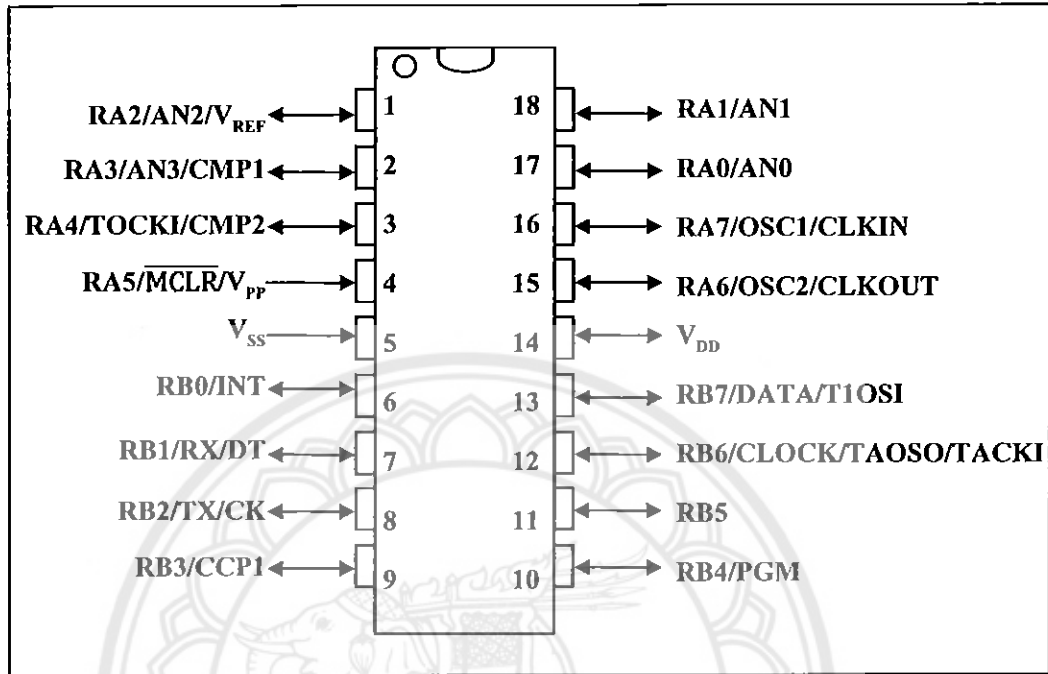 RA2/AN2/VREF 1 18 RA1/AN1
RA3/AN3/CMP1 2 17 RA0/AN0
RA4/TOCKI/CMP2 3 16 RA7/OSC1/CLKIN
RA5/M̅C̅L̅R̅/VPP 4 15 RA6/OSC2/CLKOUT
VSS 5 14 VDD
RB0/INT 6 13 RB7/DATA/T1OSI
RB1/RX/DT 7 12 RB6/CLOCK/TAOSO/TACKI
RB2/TX/CK 8 11 RB5
RB3/CCP1 9 10 RB4/PGM